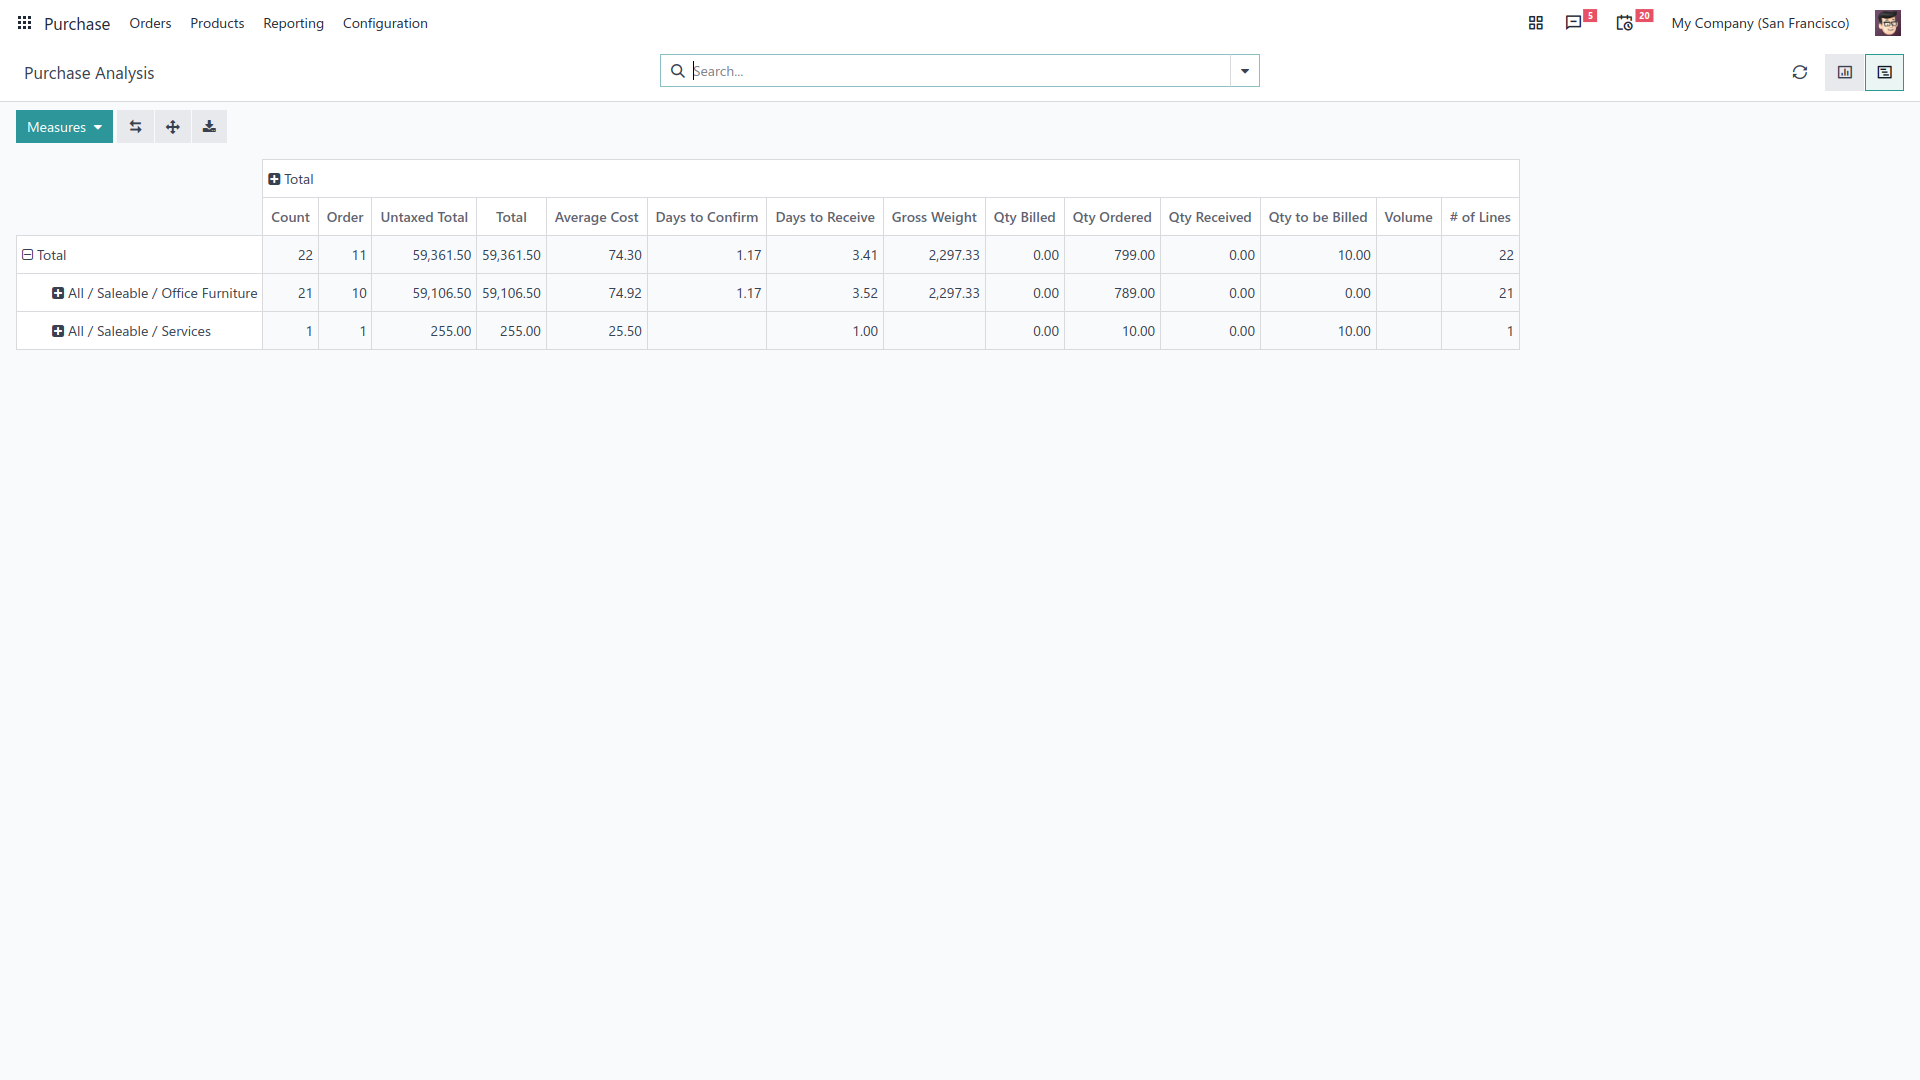 Purchase Orders Products Reporting Configuration 5 20 My Company (San Francisco)
Purchase Analysis Search...
Measures
Total
Count Order Untaxed Total Total Average Cost Days to Confirm Days to Receive Gross Weight Qty Billed Qty Ordered Qty Received Qty to be Billed Volume # of Lines
Total 22 11 59,361.50 59,361.50 74.30 1.17 3.41 2,297.33 0.00 799.00 0.00 10.00 22
All / Saleable / Office Furniture 21 10 59,106.50 59,106.50 74.92 1.17 3.52 2,297.33 0.00 789.00 0.00 0.00 21
All / Saleable / Services 1 1 255.00 255.00 25.50 1.00 0.00 10.00 0.00 10.00 1